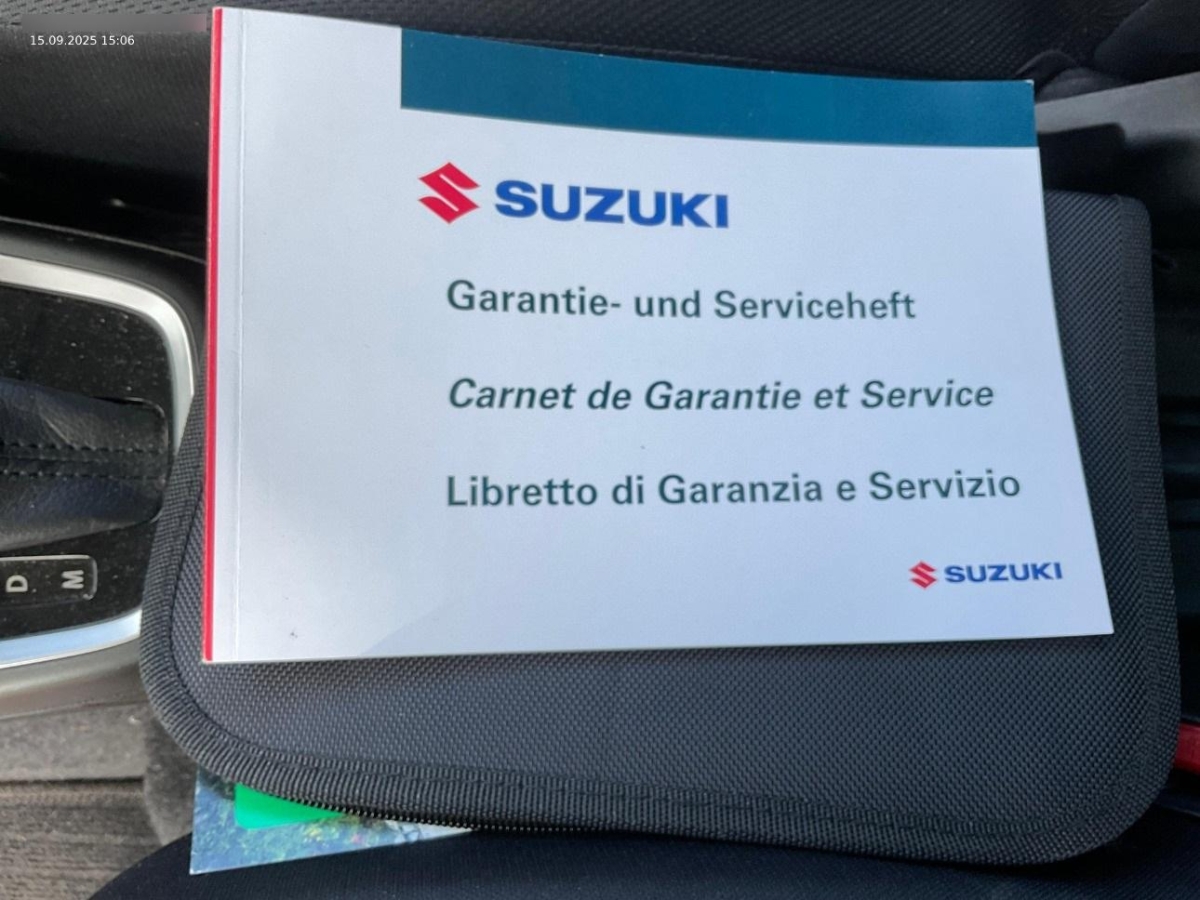 15.09.2025 15:06
SUZUKI
Garantie- und Serviceheft
Carnet de Garantie et Service
Libretto di Garanzia e Servizio
SUZUKI
D
M